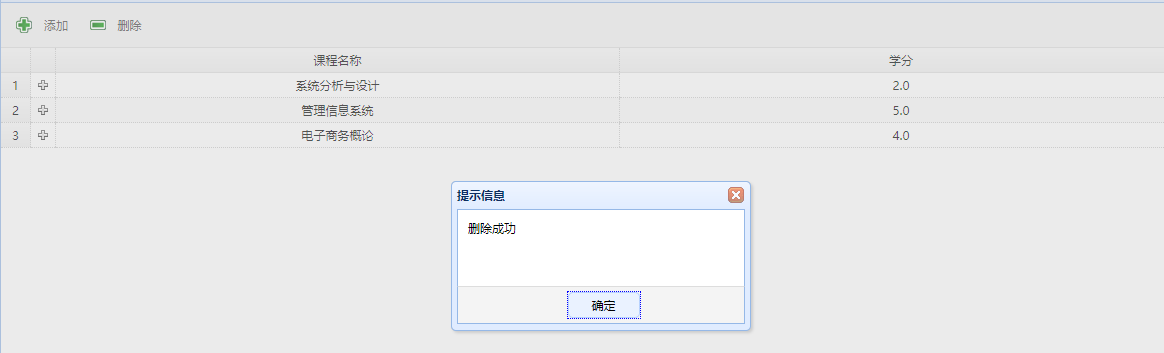 添加 删除
课程名称 学分
1 系统分析与设计 2.0
2 管理信息系统 5.0
3 电子商务概论 4.0
提示信息
删除成功
确定